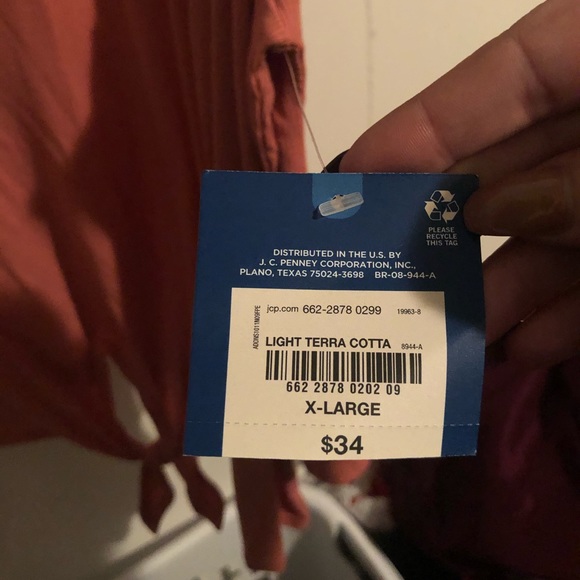 PLEASE
RECYCLE
THIS TAG
DISTRIBUTED IN THE U.S. BY
J. C. PENNEY CORPORATION, INC.,
PLANO, TEXAS 75024-3698 BR-08-944-A
jcp.com 662-2878 0299 19963-8
LIGHT TERRA COTTA 8944-A
662 2878 0202 09
X-LARGE
$34